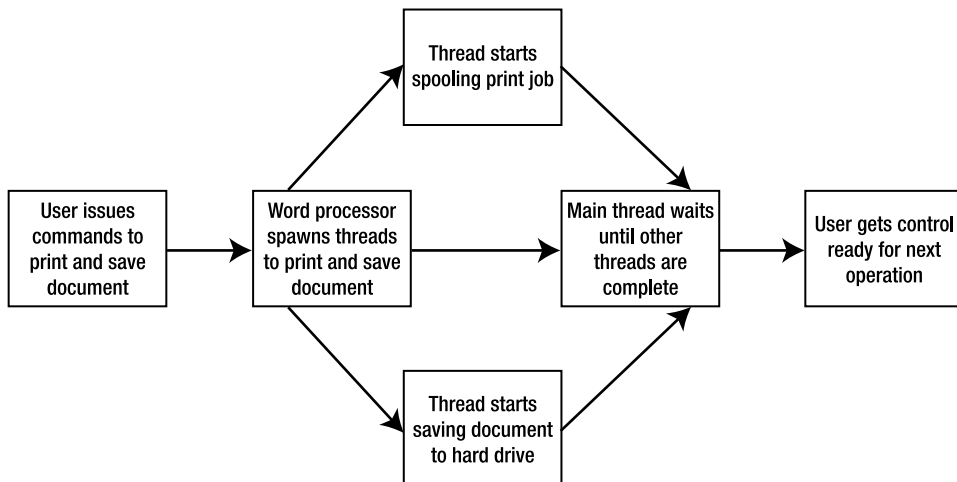 Thread starts
spooling print job
User issues
commands to
print and save
document
Word processor
spawns threads
to print and save
document
Main thread waits
until other
threads are
complete
User gets control
ready for next
operation
Thread starts
saving document
to hard drive